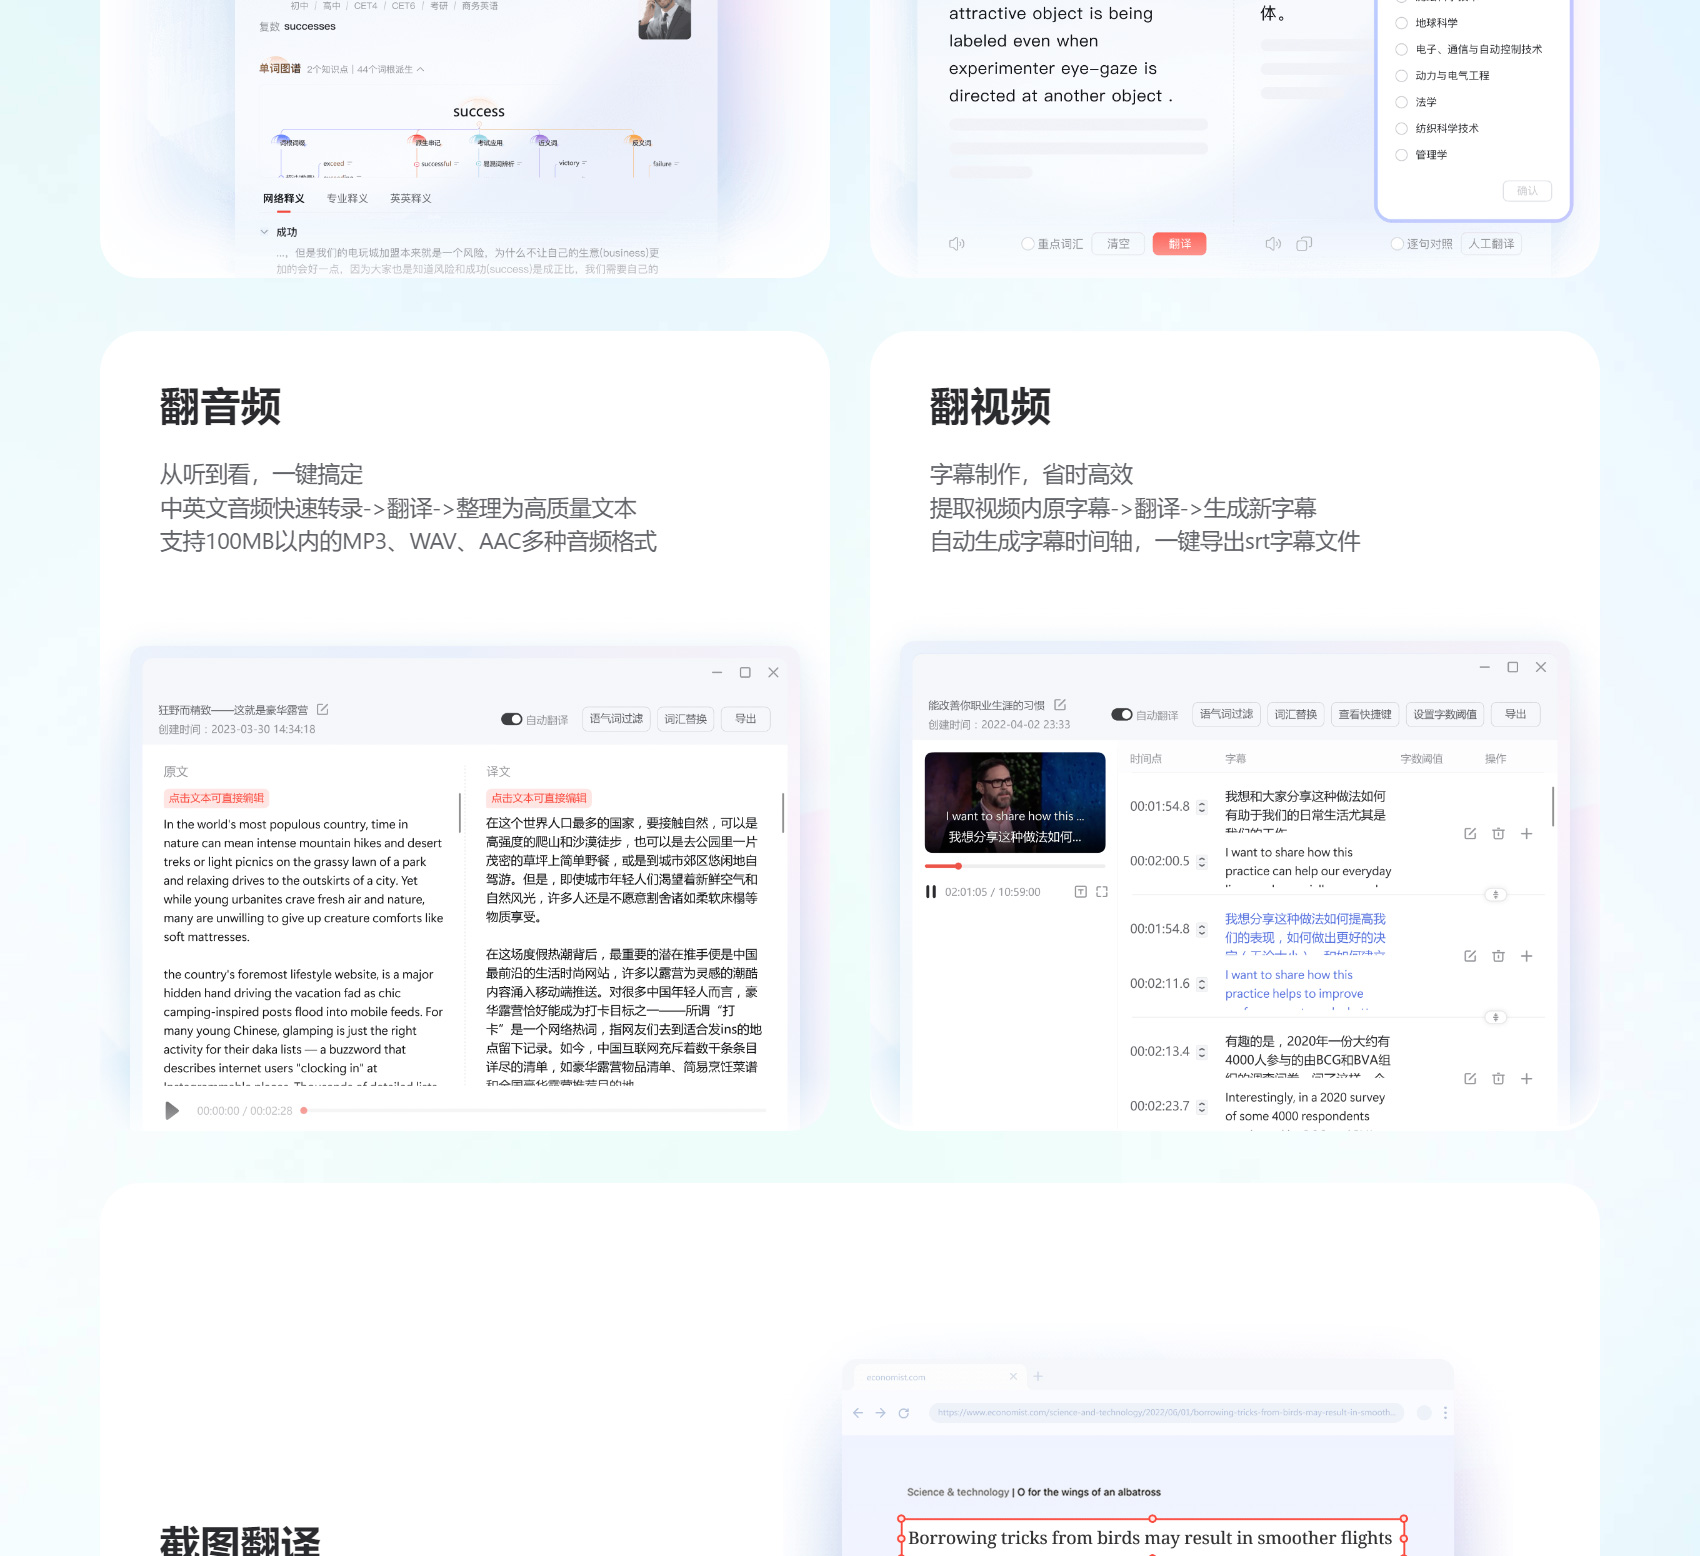 初中 / 高中 / CET4 / CET6 / 考研 / 商务英语
复数 successes
单词图谱 2个知识点 | 44个词根派生
success
词根词缀
派生串记
考试应用
近义词
反义词
exceed
successful
易混词辨析
victory
failure
网络释义 专业释义 英英释义
成功
...，但是我们的电玩城加盟本来就是一个风险，为什么不让自己的生意(business)更
加的会好一点，因为大家也是知道风险和成功(success)是成正比，我们需要自己的
attractive object is being
labeled even when
experimenter eye-gaze is
directed at another object .
体。
地球科学
电子、通信与自动控制技术
动力与电气工程
法学
纺织科学技术
管理学
确认
重点词汇 清空 翻译
逐句对照 人工翻译
翻音频
从听到看，一键搞定
中英文音频快速转录->翻译->整理为高质量文本
支持100MB以内的MP3、WAV、AAC多种音频格式
狂野而精致——这就是豪华露营
创建时间：2023-03-30 14:34:18
自动翻译 语气词过滤 词汇替换 导出
原文
点击文本可直接编辑
In the world's most populous country, time in
nature can mean intense mountain hikes and desert
treks or light picnics on the grassy lawn of a park
and relaxing drives to the outskirts of a city. Yet
while young urbanites crave fresh air and nature,
many are unwilling to give up creature comforts like
soft mattresses.
the country's foremost lifestyle website, is a major
hidden hand driving the vacation fad as chic
camping-inspired posts flood into mobile feeds. For
many young Chinese, glamping is just the right
activity for their daka lists — a buzzword that
describes internet users "clocking in" at
译文
点击文本可直接编辑
在这个世界人口最多的国家，要接触自然，可以是
高强度的爬山和沙漠徒步，也可以是去公园里一片
茂密的草坪上简单野餐，或是到城市郊区悠闲地自
驾游。但是，即使城市年轻人们渴望着新鲜空气和
自然风光，许多人还是不愿意割舍诸如柔软床榻等
物质享受。
在这场度假热潮背后，最重要的潜在推手便是中国
最前沿的生活时尚网站，许多以露营为灵感的潮酷
内容涌入移动端推送。对很多中国年轻人而言，豪
华露营恰好能成为打卡目标之一——所谓“打
卡”是一个网络热词，指网友们去到适合发ins的地
点留下记录。如今，中国互联网充斥着数千条条目
详尽的清单，如豪华露营物品清单、简易烹饪菜谱
00:00:00 / 00:02:28
翻视频
字幕制作，省时高效
提取视频内原字幕->翻译->生成新字幕
自动生成字幕时间轴，一键导出srt字幕文件
能改善你职业生涯的习惯
创建时间：2022-04-02 23:33
自动翻译 语气词过滤 词汇替换 查看快捷键 设置字数阈值 导出
I want to share how this ...
我想分享这种做法如何...
02:01:05 / 10:59:00
时间点 字幕 字数阈值 操作
00:01:54.8
我想和大家分享这种做法如何
有助于我们的日常生活尤其是
我们的工作
00:02:00.5
I want to share how this
practice can help our everyday
00:01:54.8
我想分享这种做法如何提高我
们的表现，如何做出更好的决
00:02:11.6
I want to share how this
practice helps to improve
00:02:13.4
有趣的是，2020年一份大约有
4000人参与的由BCG和BVA组
00:02:23.7
Interestingly, in a 2020 survey
of some 4000 respondents
截图翻译
economist.com
https://www.economist.com/science-and-technology/2022/06/01/borrowing-tricks-from-birds-may-result-in-smooth...
Science & technology | O for the wings of an albatross
Borrowing tricks from birds may result in smoother flights